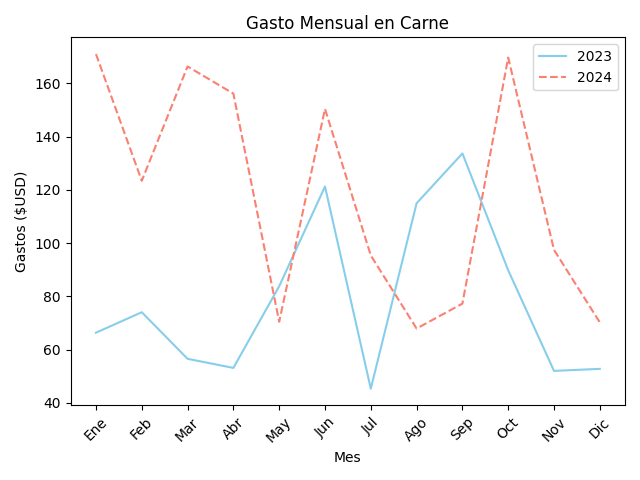 Gasto Mensual en Carne
2023
2024
Gastos ($USD)
160
140
120
100
80
60
40
Ene
Feb
Mar
Abr
May
Jun
Jul
Ago
Sep
Oct
Nov
Dic
Mes